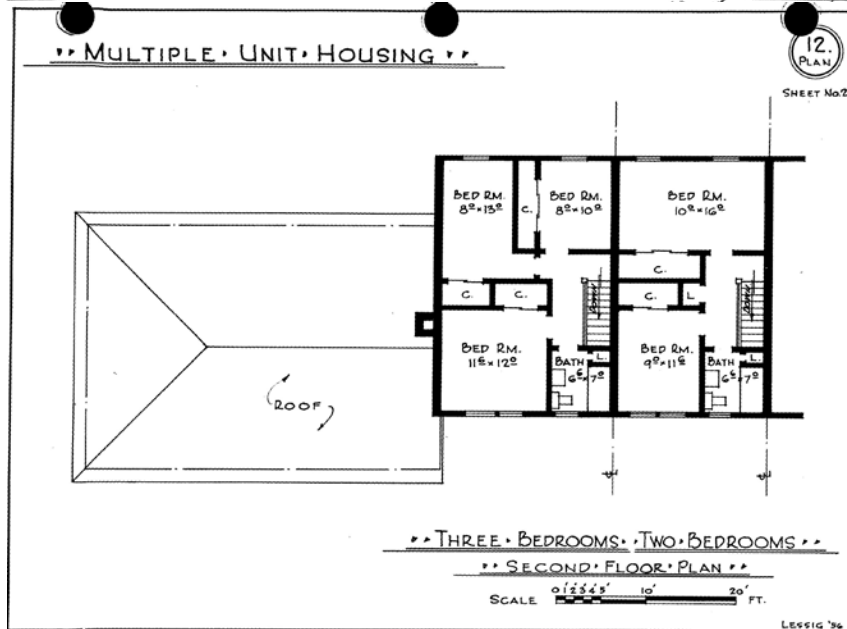 MULTIPLE · UNIT · HOUSING
12.
PLAN
SHEET No.2
BED RM.
8⁰×13⁰
C.
BED RM.
8⁰×10⁰
BED RM.
10⁰×16⁰
C.
C.
C.
C.
L.
DOWN
DOWN
BED RM.
11⁶×12⁰
BATH
6⁶×7⁰
L.
BED RM.
9⁰×11⁶
BATH
6⁶×7⁰
L.
ROOF
THREE · BEDROOMS · TWO · BEDROOMS
SECOND · FLOOR · PLAN
SCALE 0 1' 2' 3' 4' 5' 10' 20' FT.
LESSIG '56